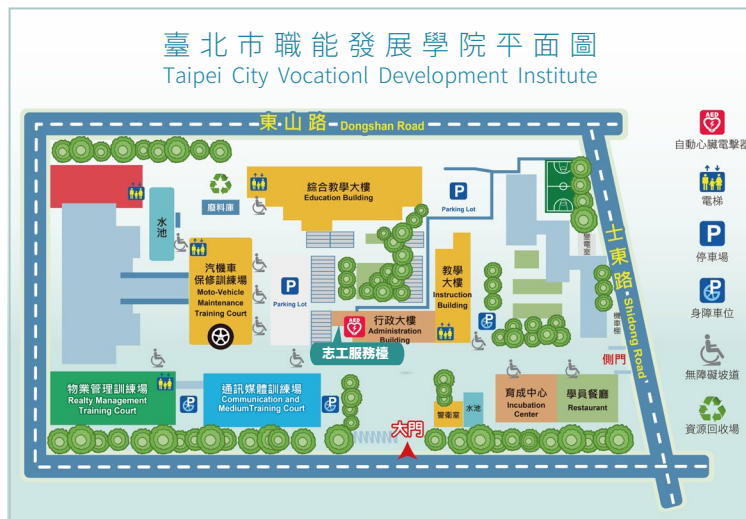 臺北市職能發展學院平面圖
Taipei City Vocationl Development Institute
東山路 Dongshan Road
AED
自動心臟電擊器
電梯
P
停車場
身障車位
無障礙坡道
資源回收場
士東路 Shidong Road
水池
廢料庫
綜合教學大樓
Education Building
P
Parking Lot
變電室
汽機車
保修訓練場
Moto-Vehicle
Maintenance
Training Court
P
Parking Lot
教學
大樓
Instruction
Building
AED
行政大樓
Administration
Building
志工服務檯
機車棚
側門
物業管理訓練場
Realty Management
Training Court
通訊媒體訓練場
Communication and
MediumTraining Court
警衛室
水池
育成中心
Incubation
Center
學員餐廳
Restaurant
大門